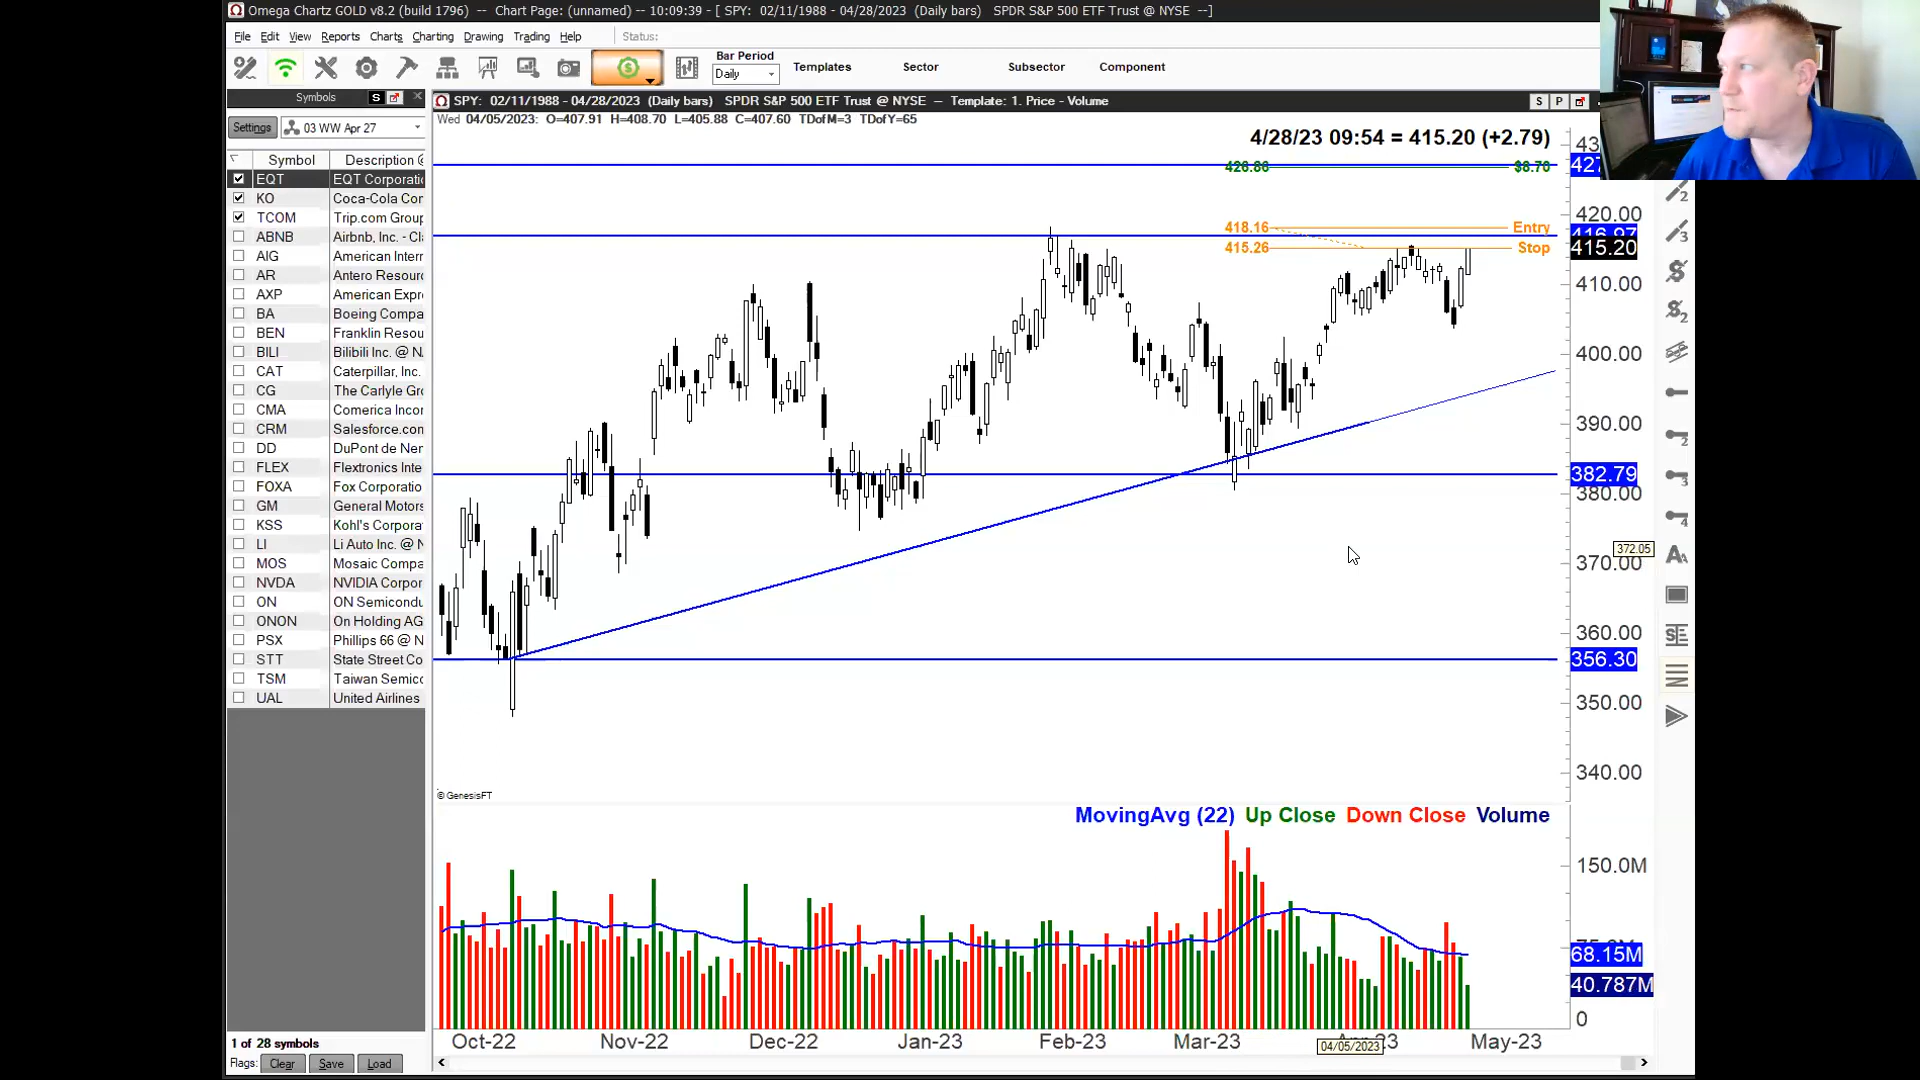 Omega Chartz GOLD v8.2 (build 1796) -- Chart Page: (unnamed) -- 10:09:39 - [ SPY: 02/11/1988 - 04/28/2023 (Daily bars) SPDR S&P 500 ETF Trust @ NYSE --]
File Edit View Reports Charts Charting Drawing Trading Help Status:
Bar Period
Daily
Templates Sector Subsector Component
Symbols S
SPY: 02/11/1988 - 04/28/2023 (Daily bars) SPDR S&P 500 ETF Trust @ NYSE -- Template: 1. Price - Volume S P
Wed 04/05/2023: O=407.91 H=408.70 L=405.88 C=407.60 TDofM=3 TDofY=65
Settings 03 WW Apr 27
Symbol Description
EQT EQT Corporati
KO Coca-Cola Cor
TCOM Trip.com Group
ABNB Airbnb, Inc. - Cl
AIG American Intern
AR Antero Resourc
AXP American Expr
BA Boeing Compa
BEN Franklin Resou
BILI Bilibili Inc. @ N
CAT Caterpillar, Inc.
CG The Carlyle Gro
CMA Comerica Incor
CRM Salesforce.com
DD DuPont de Nem
FLEX Flextronics Inte
FOXA Fox Corporatio
GM General Motors
KSS Kohl's Corpora
LI Li Auto Inc. @ N
MOS Mosaic Compa
NVDA NVIDIA Corpor
ON ON Semicondu
ONON On Holding AG
PSX Phillips 66 @ N
STT State Street Co
TSM Taiwan Semico
UAL United Airlines
1 of 28 symbols
Flags: Clear Save Load
4/28/23 09:54 = 415.20 (+2.79)
426.86 $8.70
427
418.16 Entry
415.26 Stop
420.00
415.20
410.00
400.00
390.00
382.79
380.00
372.05
370.00
360.00
356.30
350.00
340.00
© GenesisFT
MovingAvg (22) Up Close Down Close Volume
150.0M
68.15M
40.787M
0
Oct-22 Nov-22 Dec-22 Jan-23 Feb-23 Mar-23 May-23
04/05/2023